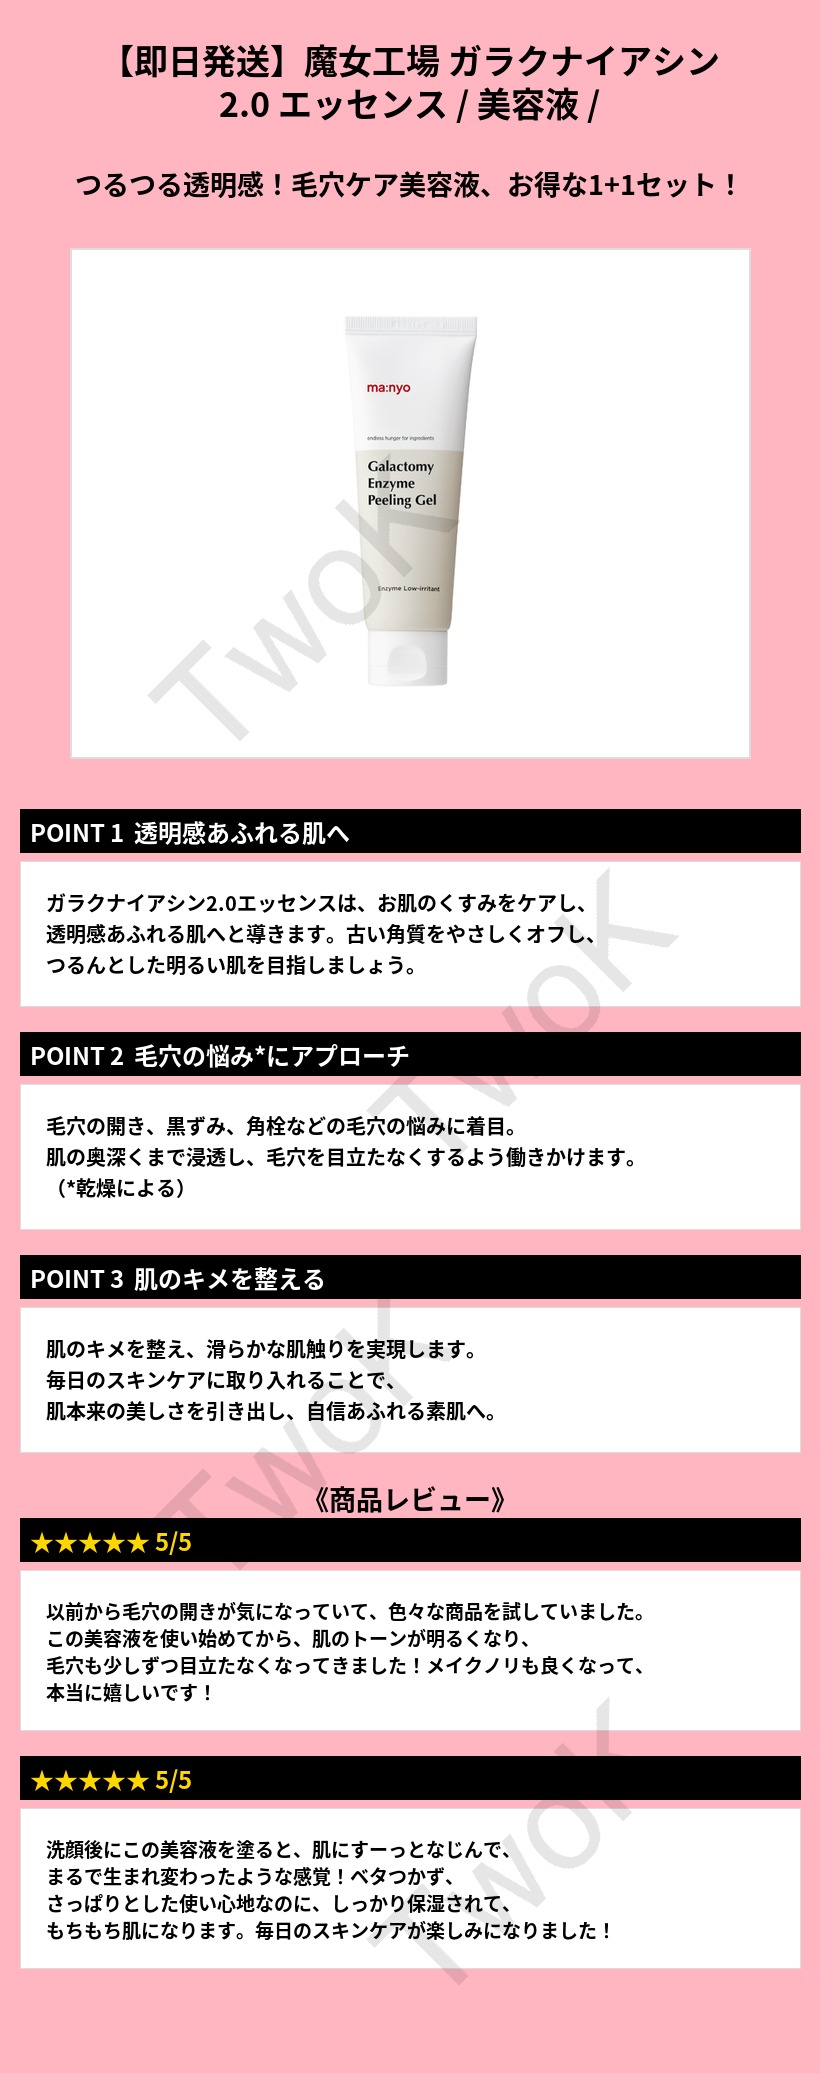 【即日発送】魔女工場 ガラクナイアシン
2.0 エッセンス / 美容液 /
つるつる透明感！毛穴ケア美容液、お得な1+1セット！
ma:nyo
endless hunger for ingredients
Galactomy
Enzyme
Peeling Gel
Enzyme Low-irritant
TwoK
POINT 1 透明感あふれる肌へ
ガラクナイアシン2.0エッセンスは、お肌のくすみをケアし、
透明感あふれる肌へと導きます。古い角質をやさしくオフし、
つるんとした明るい肌を目指しましょう。
TwoK
POINT 2 毛穴の悩み*にアプローチ
毛穴の開き、黒ずみ、角栓などの毛穴の悩みに着目。
肌の奥深くまで浸透し、毛穴を目立たなくするよう働きかけます。
（*乾燥による）
POINT 3 肌のキメを整える
肌のキメを整え、滑らかな肌触りを実現します。
毎日のスキンケアに取り入れることで、
肌本来の美しさを引き出し、自信あふれる素肌へ。
TwoK
《商品レビュー》
★★★★★ 5/5
以前から毛穴の開きが気になっていて、色々な商品を試していました。
この美容液を使い始めてから、肌のトーンが明るくなり、
毛穴も少しずつ目立たなくなってきました！メイクノリも良くなって、
本当に嬉しいです！
★★★★★ 5/5
洗顔後にこの美容液を塗ると、肌にすーっとなじんで、
まるで生まれ変わったような感覚！ベタつかず、
さっぱりとした使い心地なのに、しっかり保湿されて、
もちもち肌になります。毎日のスキンケアが楽しみになりました！
TwoK